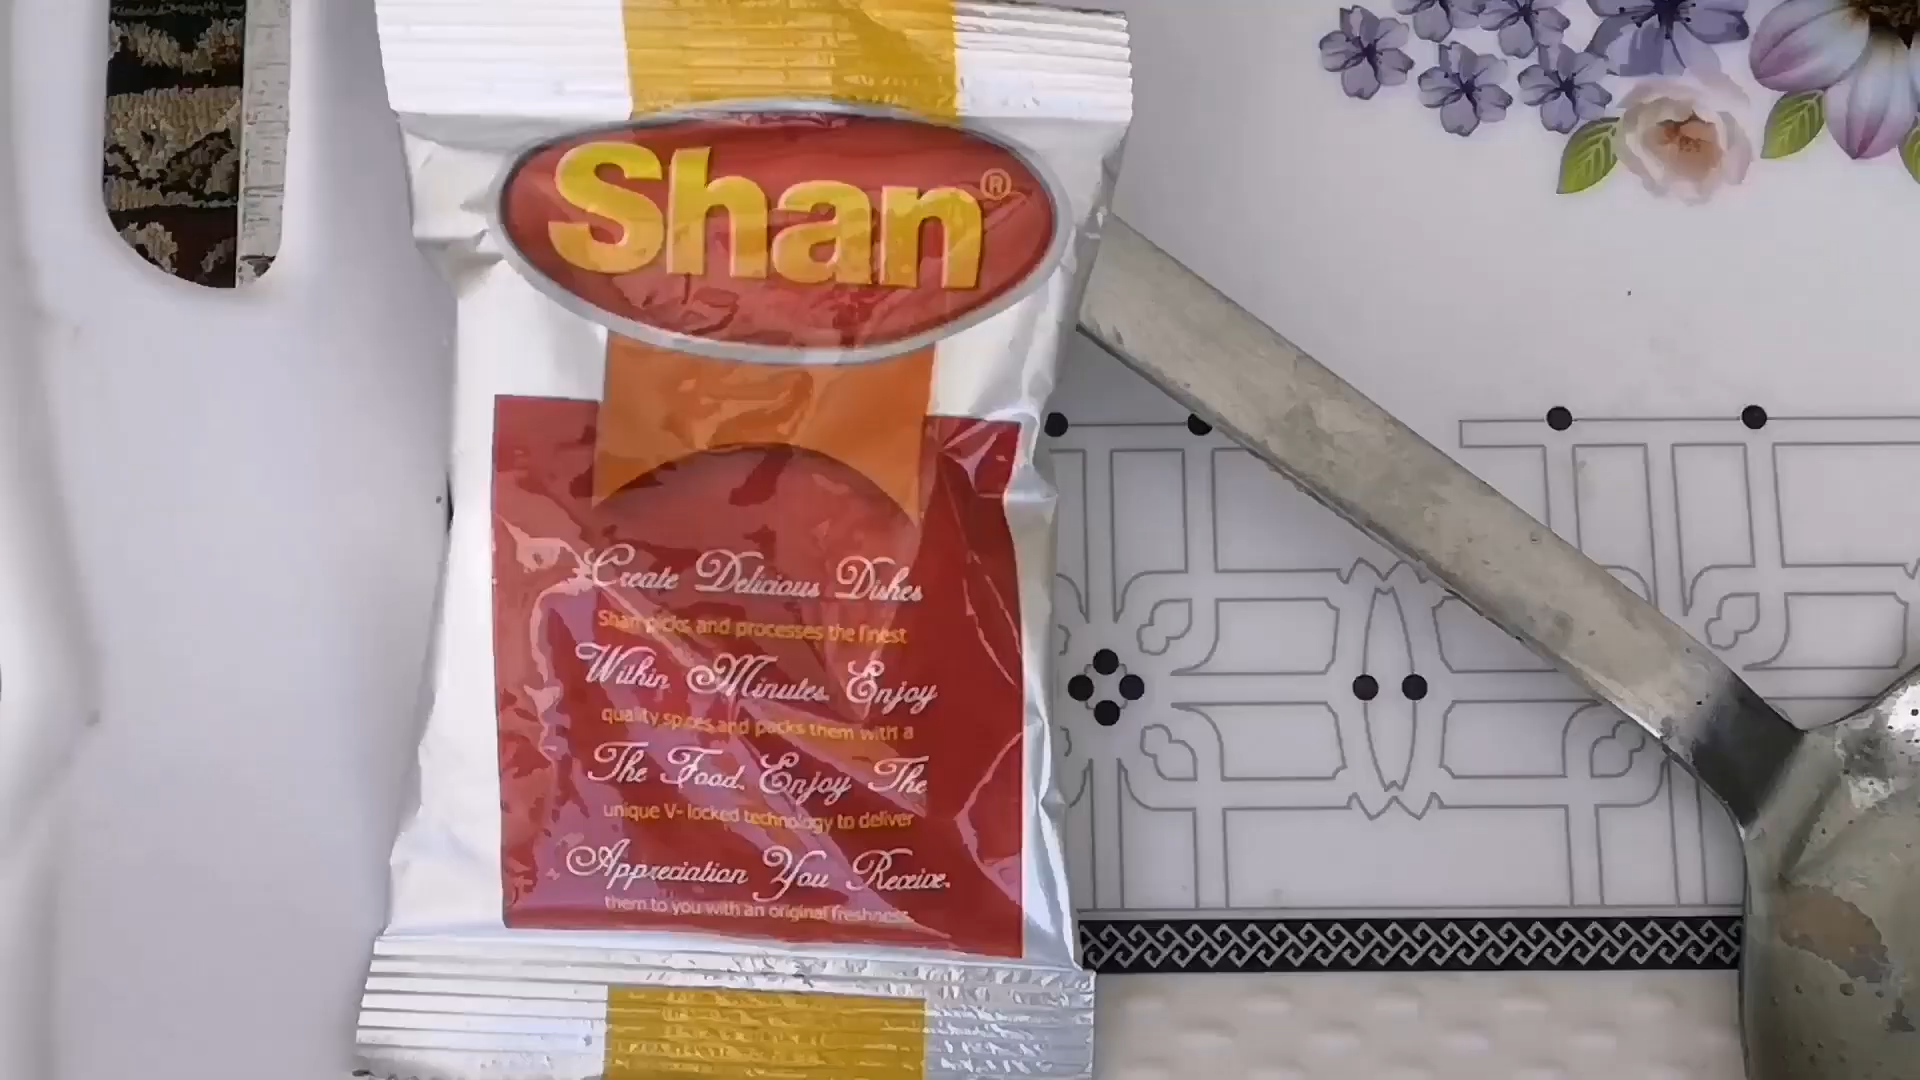 Shan®
Create Delicious Dishes
Shan picks and processes the finest
Within Minutes. Enjoy
quality spices and packs them with a
The Food. Enjoy The
unique V- locked technology to deliver
Appreciation You Receive.
them to you with an original freshness.